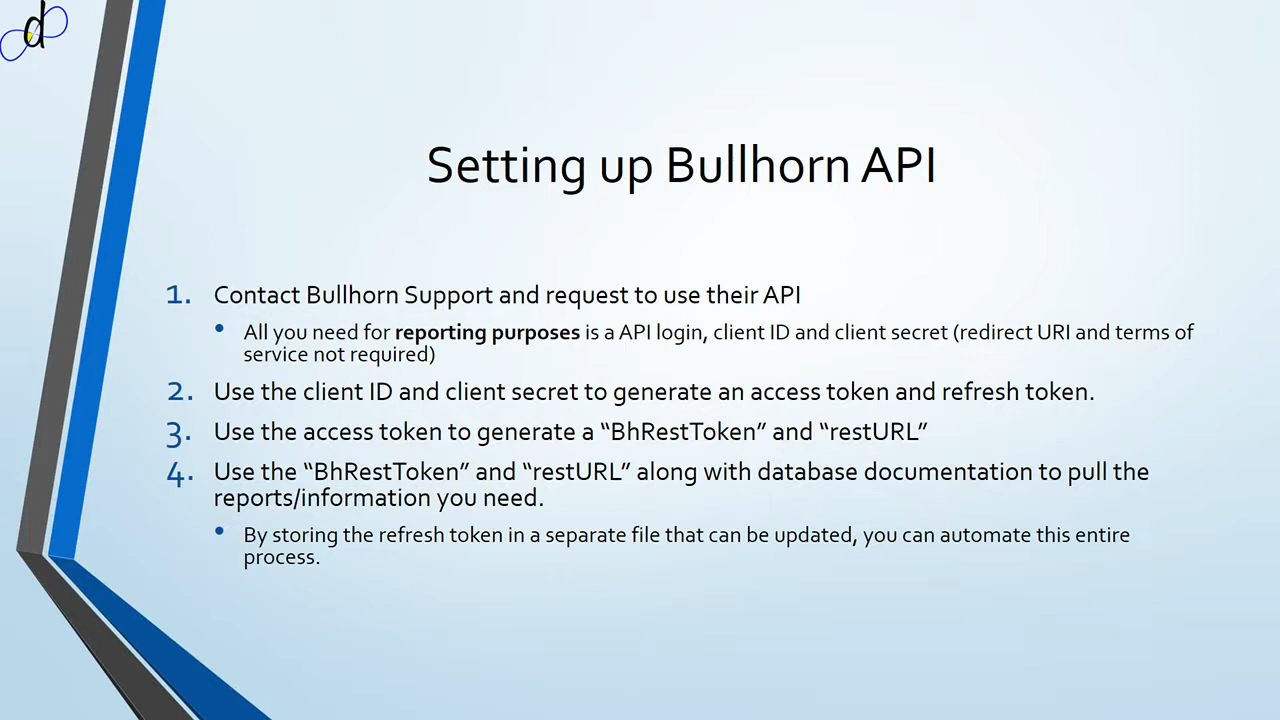 d
Setting up Bullhorn API
1. Contact Bullhorn Support and request to use their API
• All you need for reporting purposes is a API login, client ID and client secret (redirect URI and terms of
service not required)
2. Use the client ID and client secret to generate an access token and refresh token.
3. Use the access token to generate a “BhRestToken” and “restURL”
4. Use the “BhRestToken” and “restURL” along with database documentation to pull the
reports/information you need.
• By storing the refresh token in a separate file that can be updated, you can automate this entire
process.